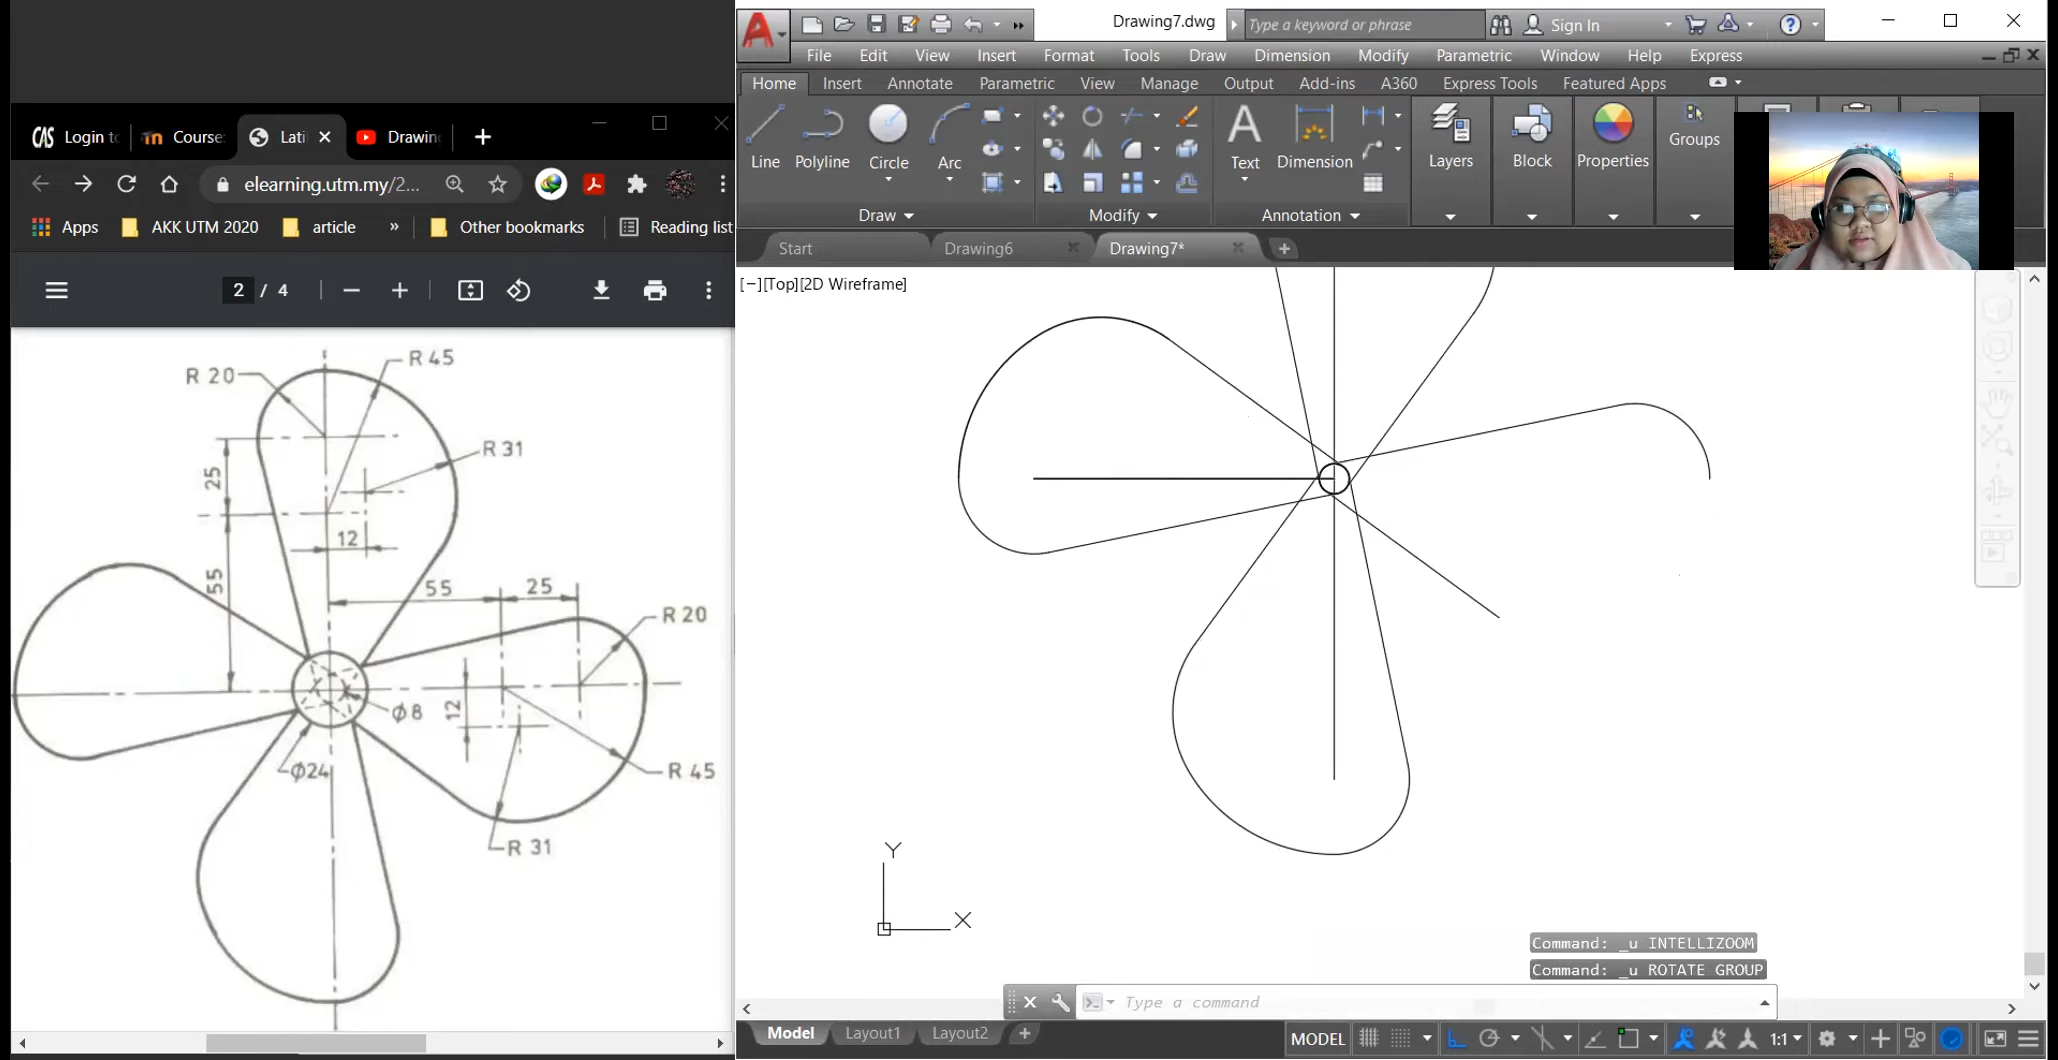 Login to
Course:
Lati
Drawing
elearning.utm.my/2...
Apps
AKK UTM 2020
article
»
Other bookmarks
Reading list
2 / 4
R 45
R 20
R 31
25
12
55
55
25
R 20
12
Φ8
Φ24
R 45
R 31
Drawing7.dwg
Type a keyword or phrase
Sign In
File Edit View Insert Format Tools Draw Dimension Modify Parametric Window Help Express
Home Insert Annotate Parametric View Manage Output Add-ins A360 Express Tools Featured Apps
Line Polyline Circle Arc
Text Dimension
Layers
Block
Properties
Groups
Draw
Modify
Annotation
Start
Drawing6
Drawing7*
[−][Top][2D Wireframe]
Y
X
Command: _u INTELLIZOOM
Command: _u ROTATE GROUP
Type a command
Model Layout1 Layout2
MODEL
1:1